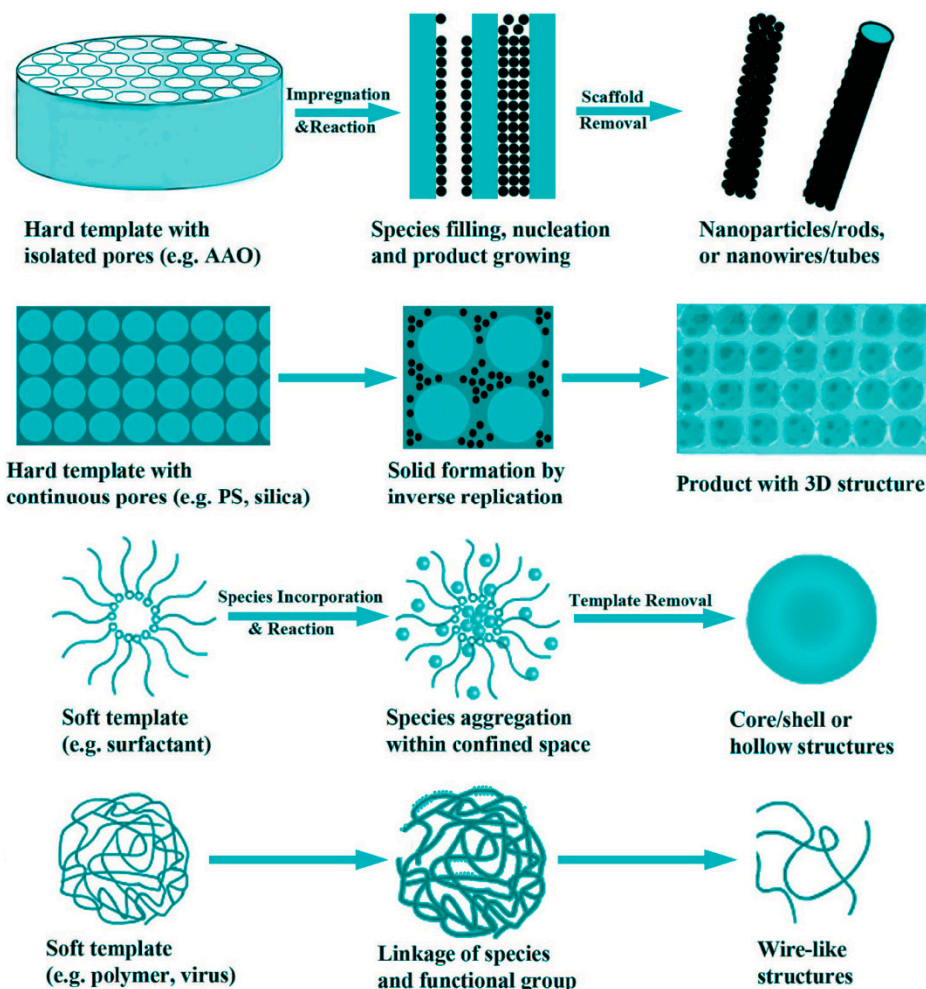 Impregnation
&Reaction
Scaffold
Removal
Hard template with
isolated pores (e.g. AAO)
Species filling, nucleation
and product growing
Nanoparticles/rods,
or nanowires/tubes
Hard template with
continuous pores (e.g. PS, silica)
Solid formation by
inverse replication
Product with 3D structure
Species Incorporation
& Reaction
Template Removal
Soft template
(e.g. surfactant)
Species aggregation
within confined space
Core/shell or
hollow structures
Soft template
(e.g. polymer, virus)
Linkage of species
and functional group
Wire-like
structures